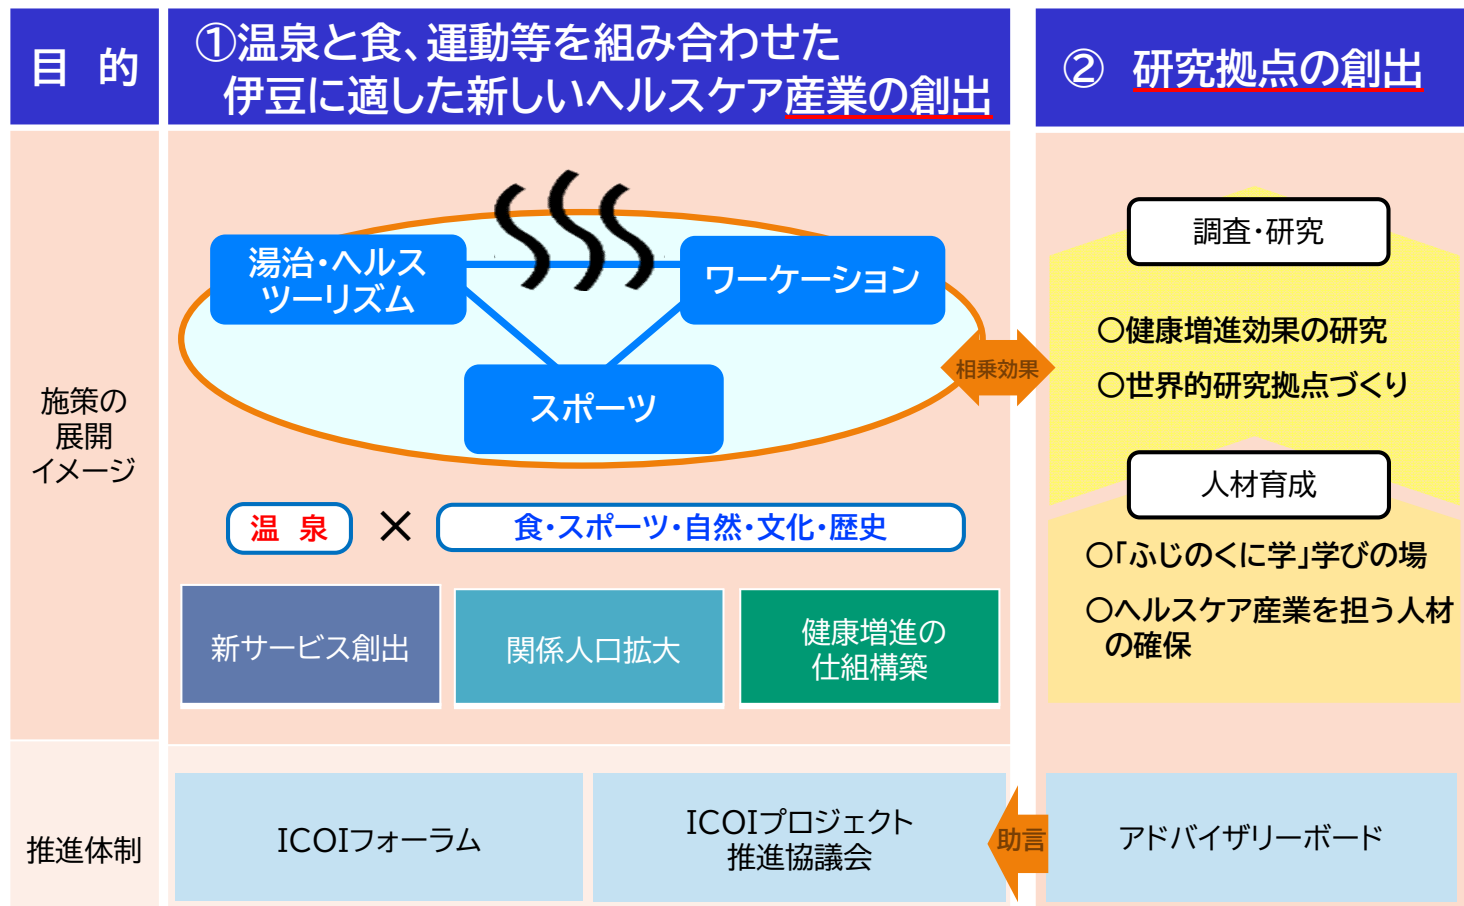 目 的
①温泉と食、運動等を組み合わせた
伊豆に適した新しいヘルスケア産業の創出
② 研究拠点の創出
施策の
展開
イメージ
湯治・ヘルス
ツーリズム
ワーケーション
スポーツ
相乗効果
温 泉
×
食・スポーツ・自然・文化・歴史
新サービス創出
関係人口拡大
健康増進の
仕組構築
調査・研究
〇健康増進効果の研究
〇世界的研究拠点づくり
人材育成
〇「ふじのくに学」学びの場
〇ヘルスケア産業を担う人材
の確保
推進体制
ICOIフォーラム
ICOIプロジェクト
推進協議会
助言
アドバイザリーボード